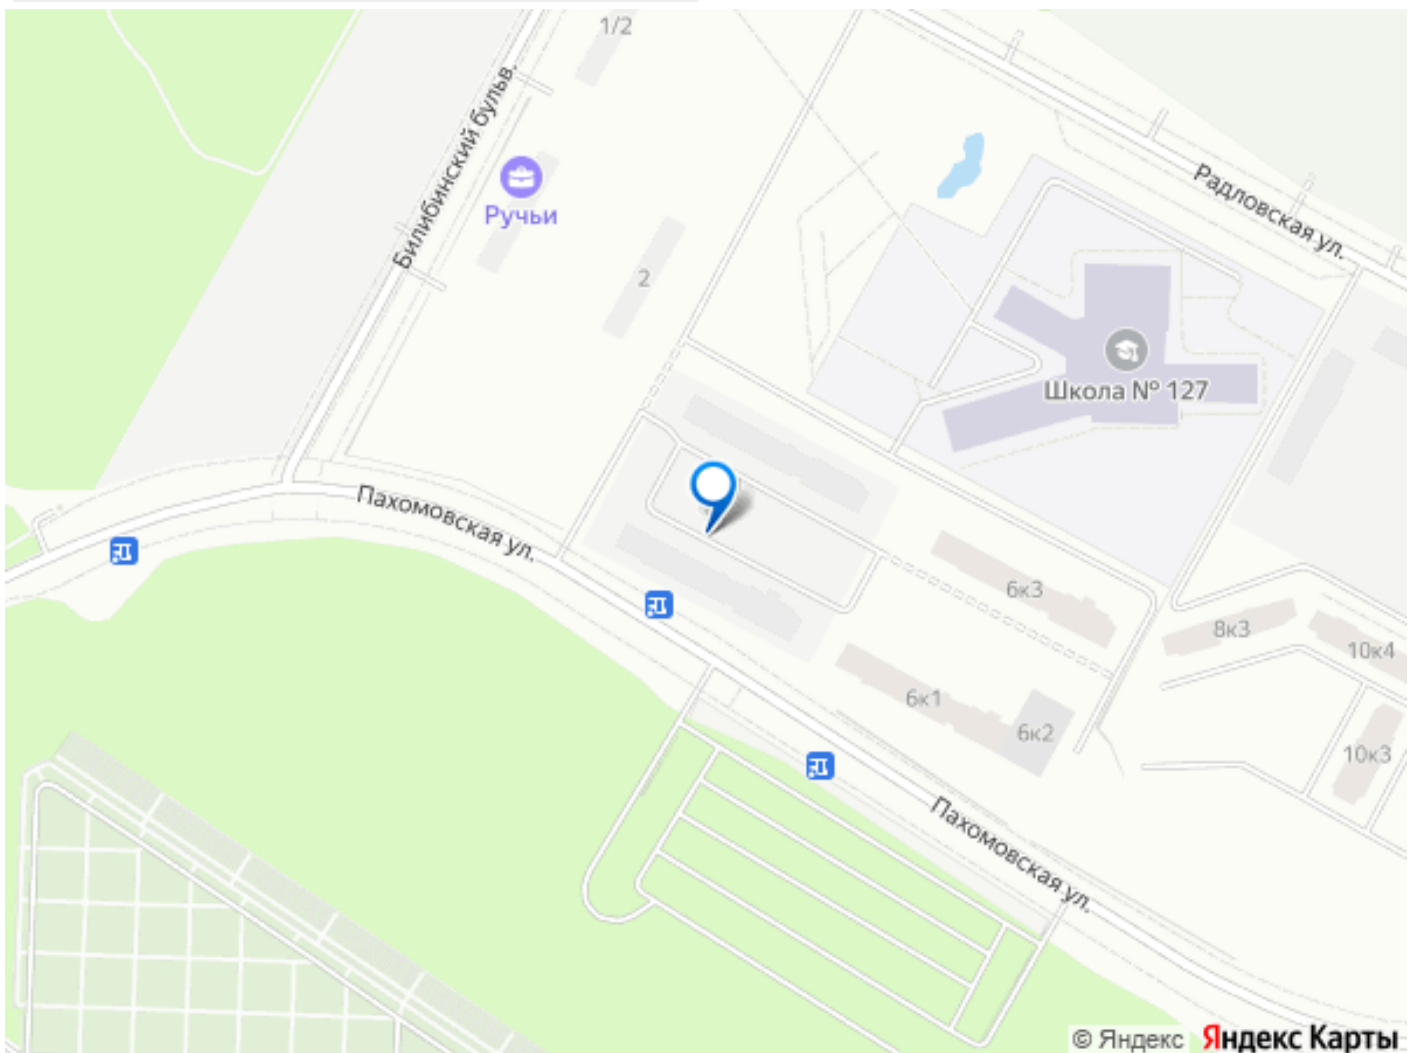 1/2
Билибинский бульв.
Ручьи
2
Радловская ул.
Школа № 127
Пахомовская ул.
6к3
8к3
10к4
6к1
6к2
10к3
Пахомовская ул.
© Яндекс Яндекс Карты